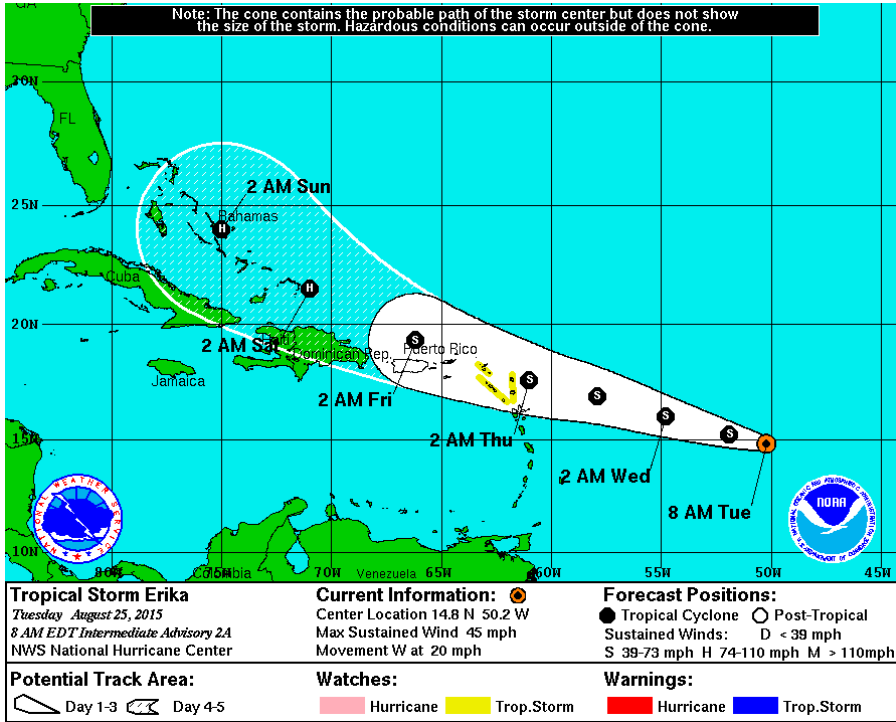 Note: The cone contains the probable path of the storm center but does not show
the size of the storm. Hazardous conditions can occur outside of the cone.
GA
30N
FL
2 AM Sun
25N
Bahamas
Cuba
20N
2 AM Sat
Haiti
Dominican Rep.
Puerto Rico
Jamaica
2 AM Fri
15N
2 AM Thu
2 AM Wed
8 AM Tue
NATIONAL WEATHER SERVICE
NOAA
10N
80W
Colombia
70W
Venezuela
65W
60W
55W
50W
H
H
S
S
S
S
S
Tropical Storm Erika
Tuesday August 25, 2015
8 AM EDT Intermediate Advisory 2A
NWS National Hurricane Center
Current Information:
Center Location 14.8 N 50.2 W
Max Sustained Wind 45 mph
Movement W at 20 mph
Forecast Positions:
Tropical Cyclone Post-Tropical
Sustained Winds: D < 39 mph
S 39-73 mph H 74-110 mph M > 110mph
Potential Track Area:
Day 1-3 Day 4-5
Watches:
Hurricane Trop.Storm
Warnings:
Hurricane Trop.Storm